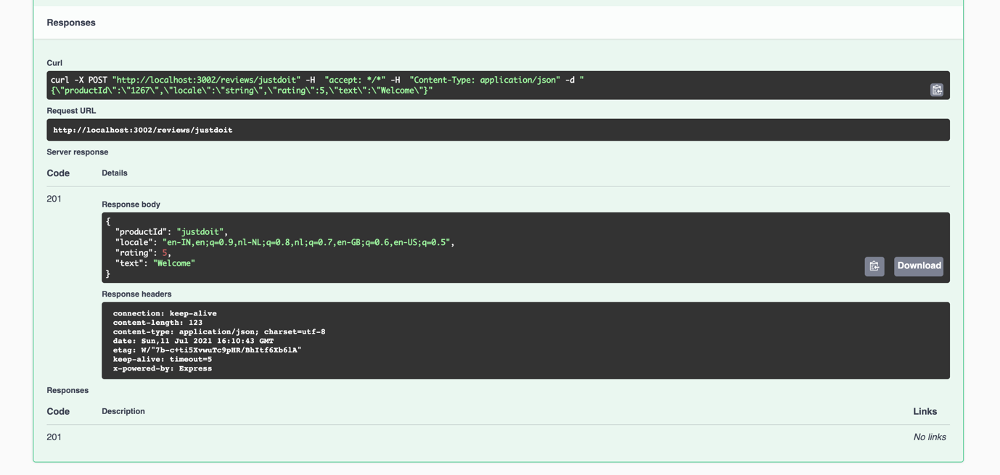 Responses
Curl
curl -X POST "http://localhost:3002/reviews/justdoit" -H  "accept: */*" -H  "Content-Type: application/json" -d "
{\"productId\":\"1267\",\"locale\":\"string\",\"rating\":5,\"text\":\"Welcome\"}"
Request URL
http://localhost:3002/reviews/justdoit
Server response
Code Details
201
Response body
{
  "productId": "justdoit",
  "locale": "en-IN,en;q=0.9,nl-NL;q=0.8,nl;q=0.7,en-GB;q=0.6,en-US;q=0.5",
  "rating": 5,
  "text": "Welcome"
}
Download
Response headers
connection: keep-alive
content-length: 123
content-type: application/json; charset=utf-8
date: Sun,11 Jul 2021 16:10:43 GMT
etag: W/"7b-c+ti5XvwuTc9pHR/BhItf6Xb6lA"
keep-alive: timeout=5
x-powered-by: Express
Responses
Code Description Links
201 No links